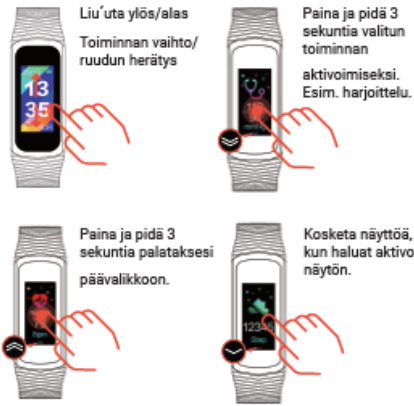 Liu´uta ylös/alas
Toiminnan vaihto/
ruudun herätys
13
35
Paina ja pidä 3
sekuntia valitun
toiminnan
aktivoimiseksi.
Esim. harjoittelu.
Paina ja pidä 3
sekuntia palataksesi
päävalikkoon.
Kosketa näyttöä,
kun haluat aktivo
näytön.
12345
Step